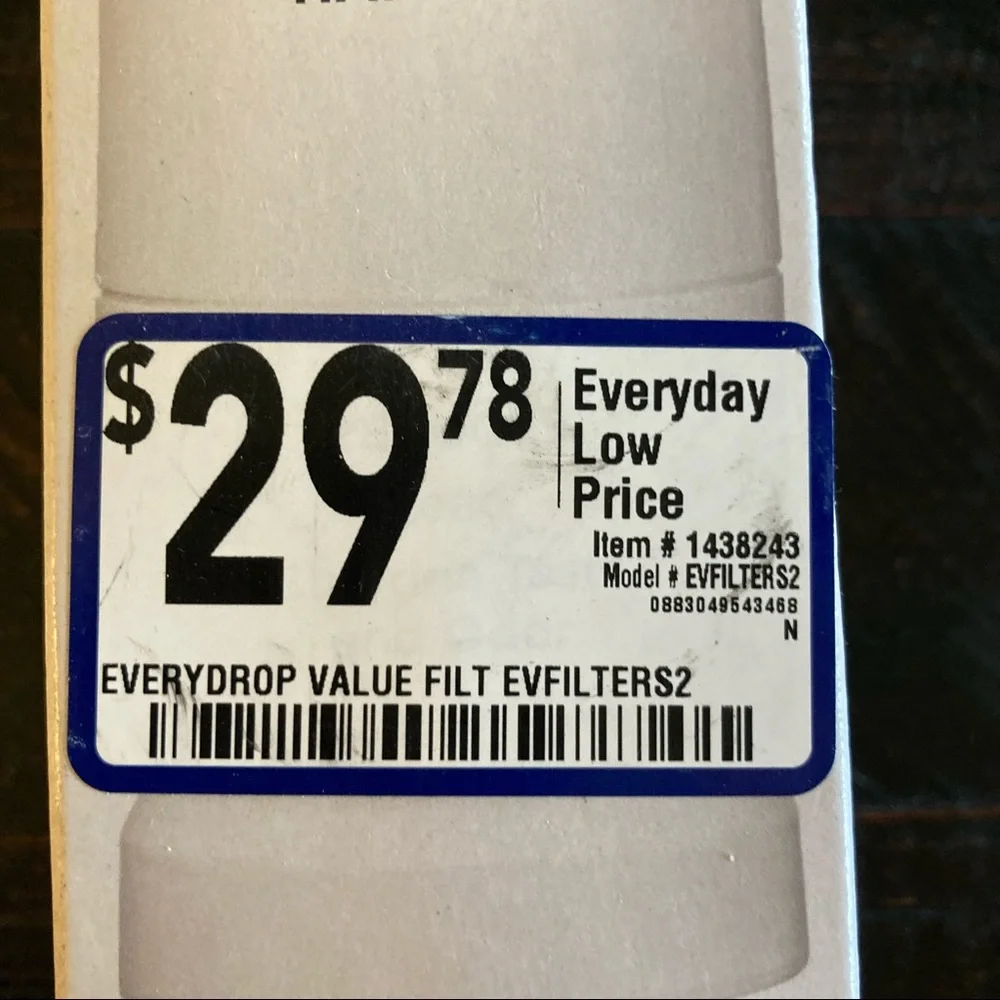 $29 78
Everyday
Low
Price
Item # 1438243
Model # EVFILTERS2
0883049543468
N
EVERYDROP VALUE FILT EVFILTERS2